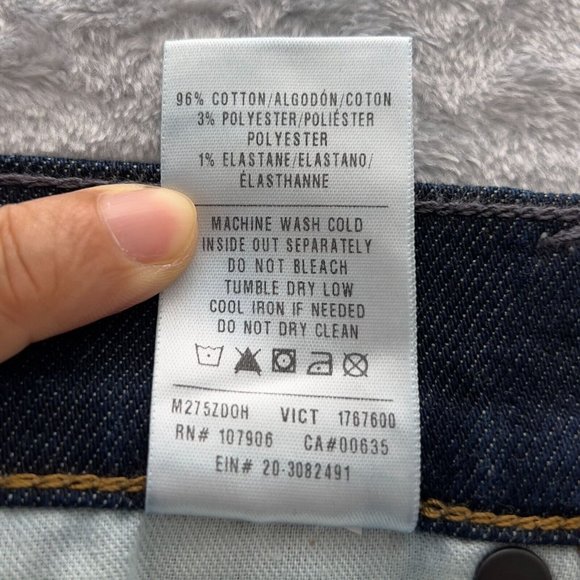 96% COTTON/ALGODÓN/COTON
3% POLYESTER/POLIÉSTER
POLYESTER
1% ELASTANE/ELASTANO/
ÉLASTHANNE
MACHINE WASH COLD
INSIDE OUT SEPARATELY
DO NOT BLEACH
TUMBLE DRY LOW
COOL IRON IF NEEDED
DO NOT DRY CLEAN
M275ZDOH VICT 1767600
RN# 107906 CA#00635
EIN# 20-3082491